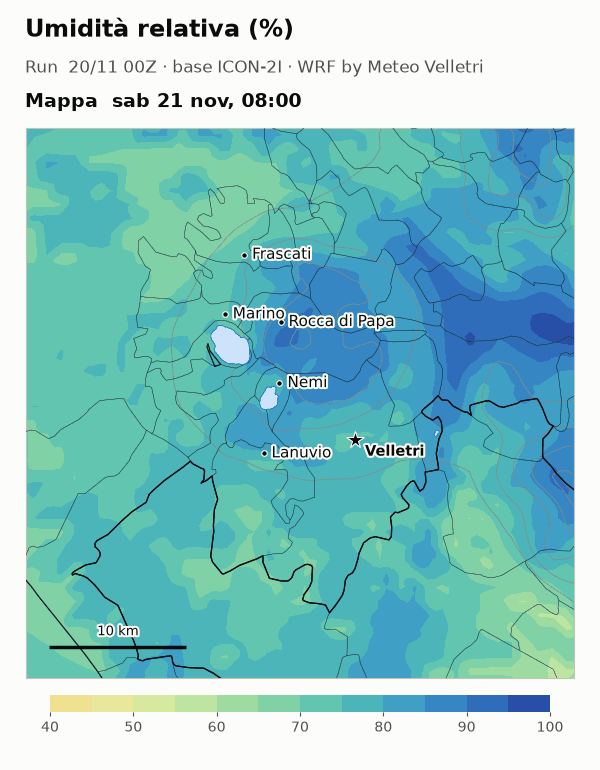 Umidità relativa (%)
Run  20/11 00Z · base ICON-2I · WRF by Meteo Velletri
Mappa  sab 21 nov, 08:00
Frascati
Marino
Rocca di Papa
Nemi
Velletri
Lanuvio
10 km
40 50 60 70 80 90 100